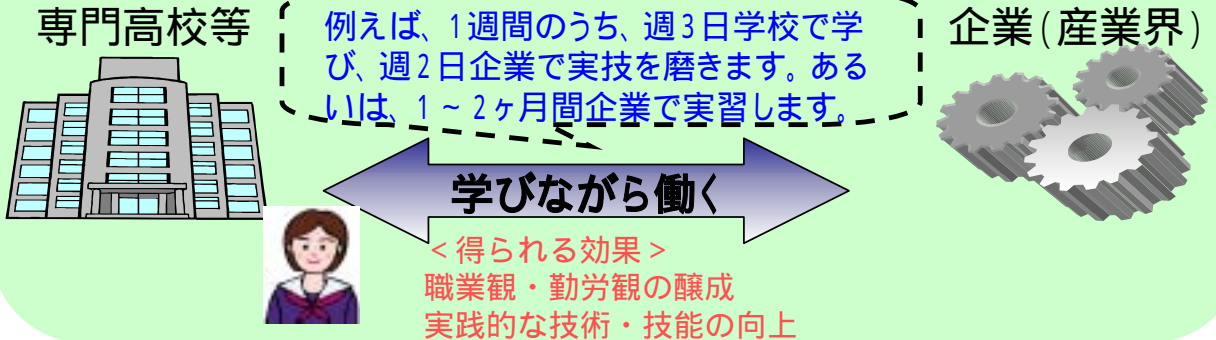 専門高校等
例えば、1週間のうち、週3日学校で学
び、週2日企業で実技を磨きます。ある
いは、1~2ヶ月間企業で実習します。
企業(産業界)
学びながら働く
<得られる効果>
職業観・勤労観の醸成
実践的な技術・技能の向上